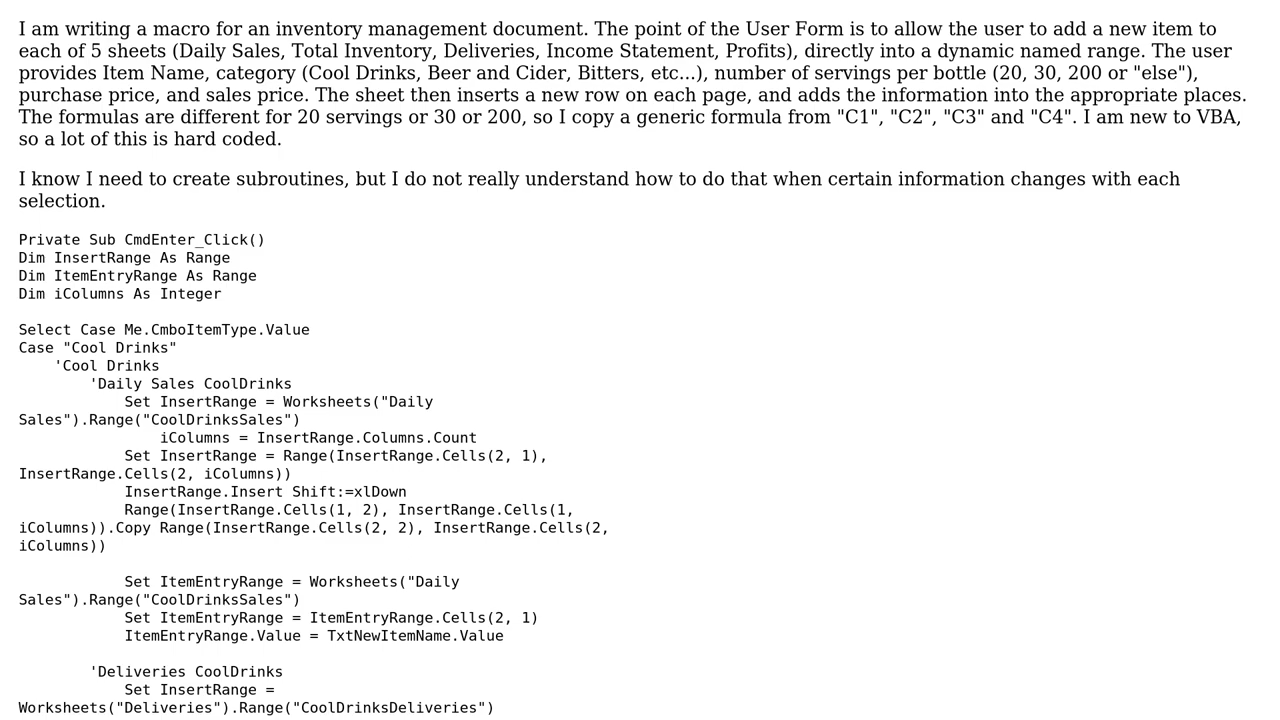 I am writing a macro for an inventory management document. The point of the User Form is to allow the user to add a new item to
each of 5 sheets (Daily Sales, Total Inventory, Deliveries, Income Statement, Profits), directly into a dynamic named range. The user
provides Item Name, category (Cool Drinks, Beer and Cider, Bitters, etc...), number of servings per bottle (20, 30, 200 or "else"),
purchase price, and sales price. The sheet then inserts a new row on each page, and adds the information into the appropriate places.
The formulas are different for 20 servings or 30 or 200, so I copy a generic formula from "C1", "C2", "C3" and "C4". I am new to VBA,
so a lot of this is hard coded.
I know I need to create subroutines, but I do not really understand how to do that when certain information changes with each
selection.
Private Sub CmdEnter_Click()
Dim InsertRange As Range
Dim ItemEntryRange As Range
Dim iColumns As Integer
Select Case Me.CmboItemType.Value
Case "Cool Drinks"
'Cool Drinks
'Daily Sales CoolDrinks
Set InsertRange = Worksheets("Daily
Sales").Range("CoolDrinksSales")
iColumns = InsertRange.Columns.Count
Set InsertRange = Range(InsertRange.Cells(2, 1),
InsertRange.Cells(2, iColumns))
InsertRange.Insert Shift:=xlDown
Range(InsertRange.Cells(1, 2), InsertRange.Cells(1,
iColumns)).Copy Range(InsertRange.Cells(2, 2), InsertRange.Cells(2,
iColumns))
Set ItemEntryRange = Worksheets("Daily
Sales").Range("CoolDrinksSales")
Set ItemEntryRange = ItemEntryRange.Cells(2, 1)
ItemEntryRange.Value = TxtNewItemName.Value
'Deliveries CoolDrinks
Set InsertRange =
Worksheets("Deliveries").Range("CoolDrinksDeliveries")